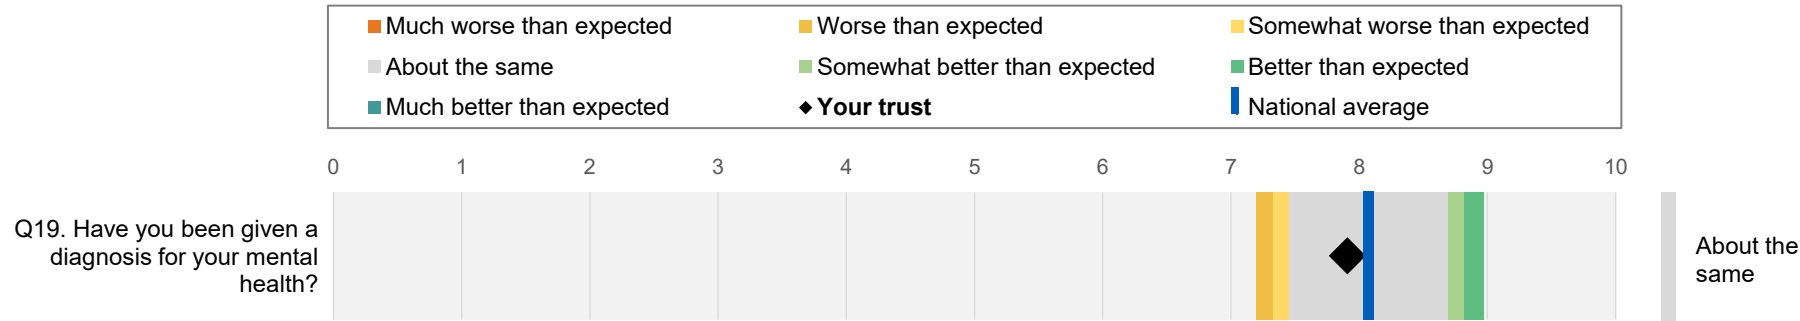 Much worse than expected
Worse than expected
Somewhat worse than expected
About the same
Somewhat better than expected
Better than expected
Much better than expected
Your trust
National average
0 1 2 3 4 5 6 7 8 9 10
Q19. Have you been given a
diagnosis for your mental
health?
About the
same